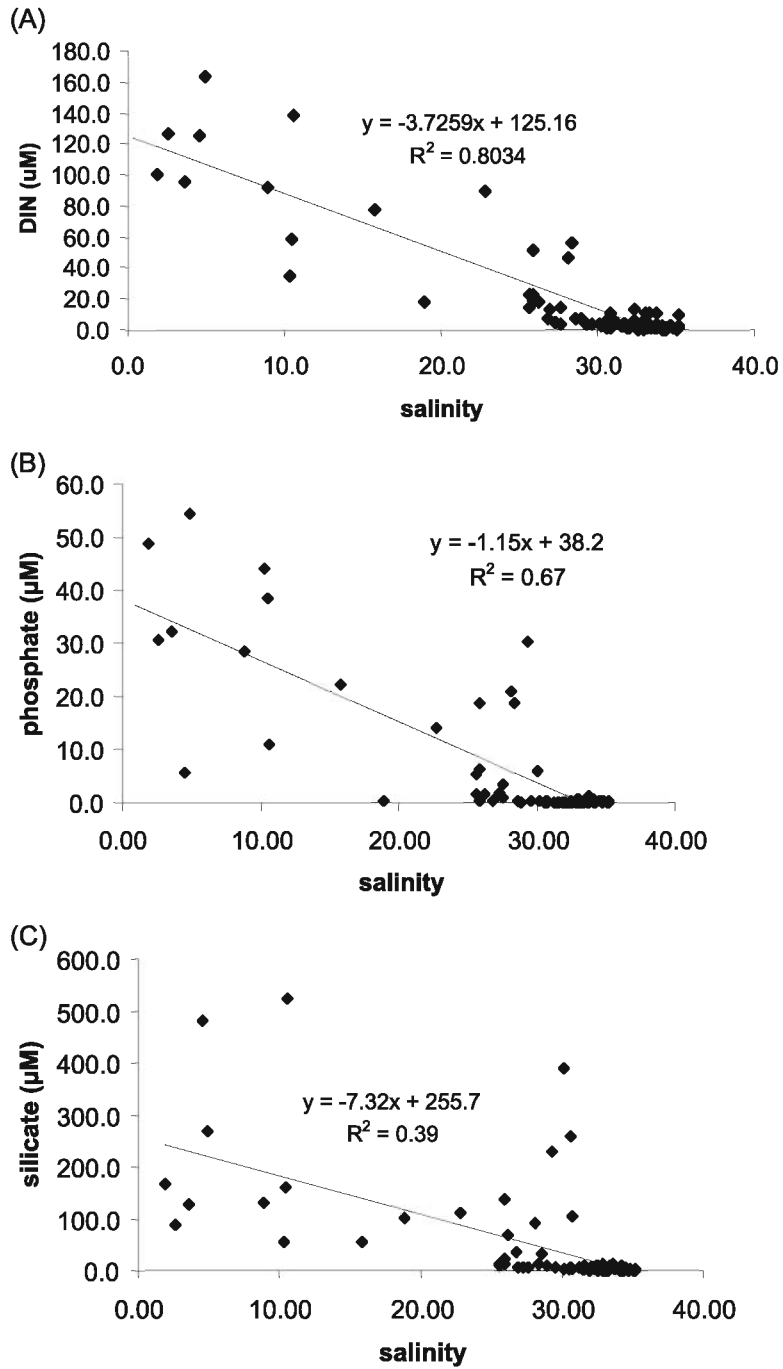 (A)
180.0
160.0
140.0
120.0
100.0
80.0
60.0
40.0
20.0
0.0
DIN (uM)
y = -3.7259x + 125.16
R² = 0.8034
0.0 10.0 20.0 30.0 40.0
salinity
(B)
60.0
50.0
40.0
30.0
20.0
10.0
0.0
phosphate (µM)
y = -1.15x + 38.2
R² = 0.67
0.00 10.00 20.00 30.00 40.00
salinity
(C)
600.0
500.0
400.0
300.0
200.0
100.0
0.0
silicate (µM)
y = -7.32x + 255.7
R² = 0.39
0.00 10.00 20.00 30.00 40.00
salinity